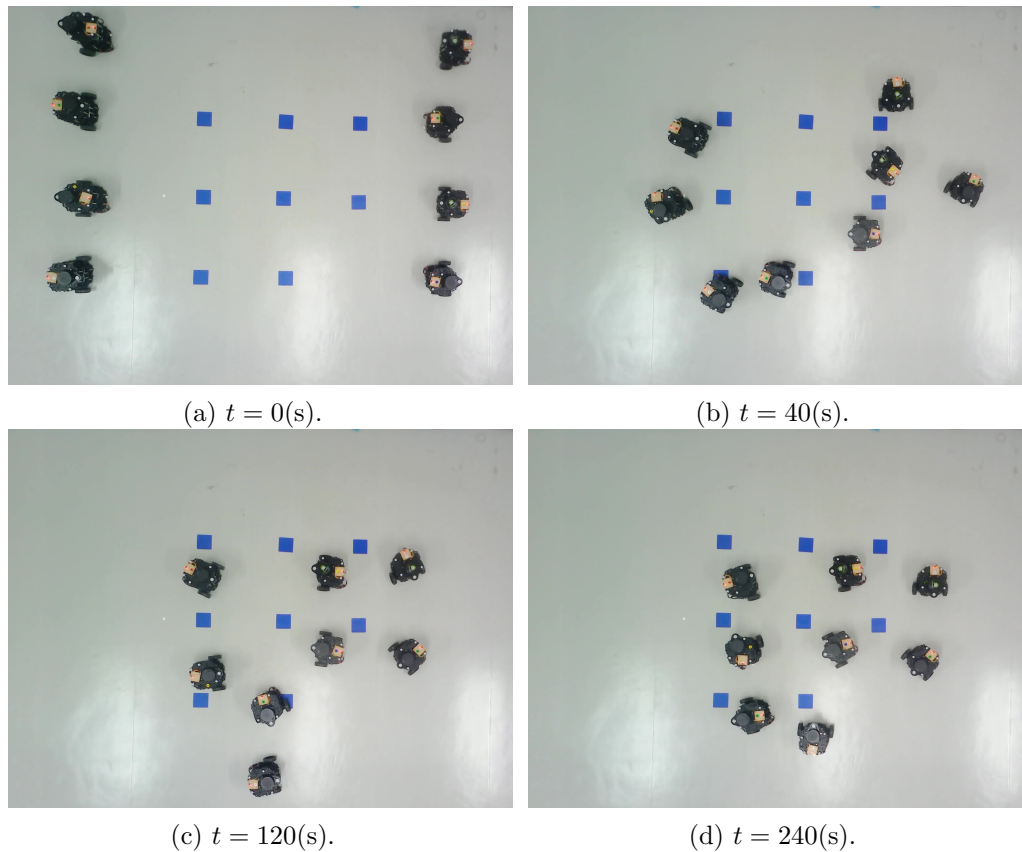 (a) t = 0(s).
(b) t = 40(s).
(c) t = 120(s).
(d) t = 240(s).